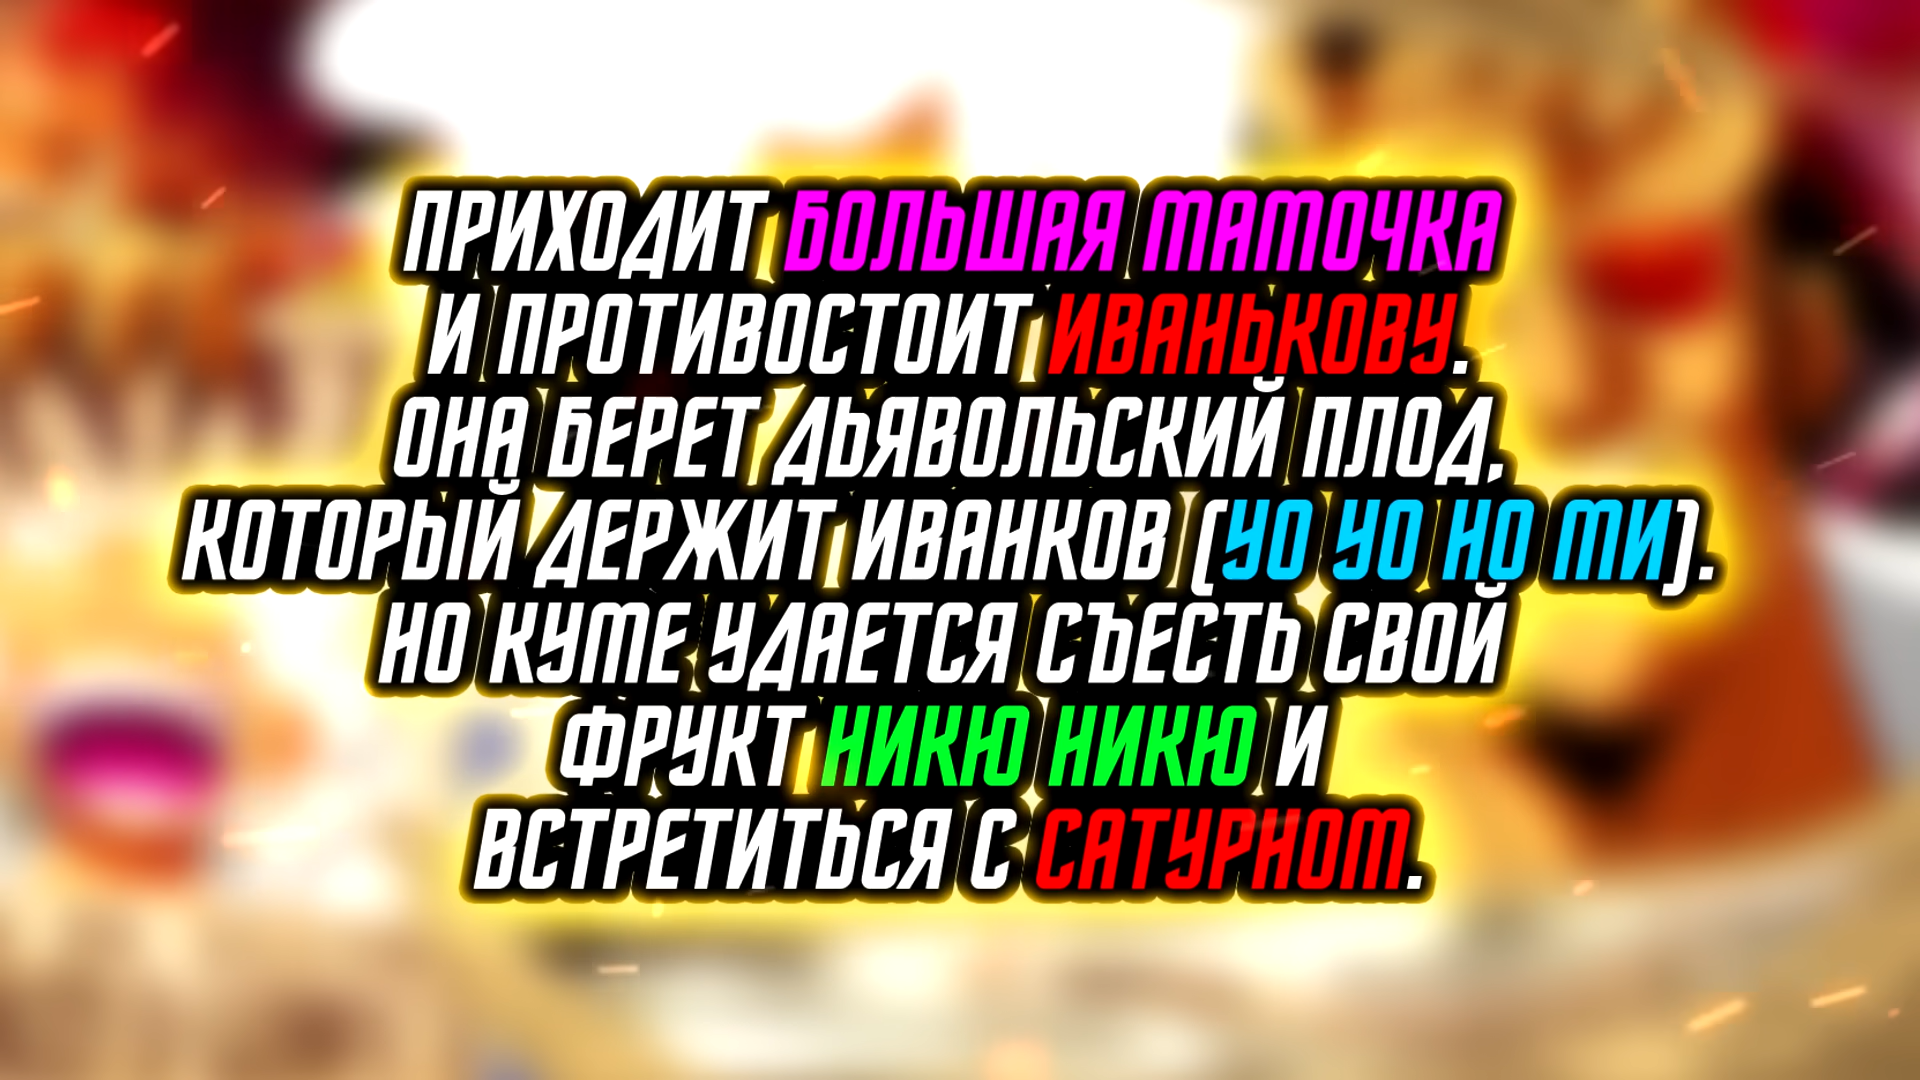 ПРИХОДИТ БОЛЬШАЯ МАМОЧКА
И ПРОТИВОСТОИТ ИВАНЬКОВУ.
ОНА БЕРЕТ ДЬЯВОЛЬСКИЙ ПЛОД,
КОТОРЫЙ ДЕРЖИТ ИВАНКОВ (УО УО НО МИ).
НО КУМЕ УДАЕТСЯ СЪЕСТЬ СВОЙ
ФРУКТ НИКЮ НИКЮ И
ВСТРЕТИТЬСЯ С САТУРНОМ.